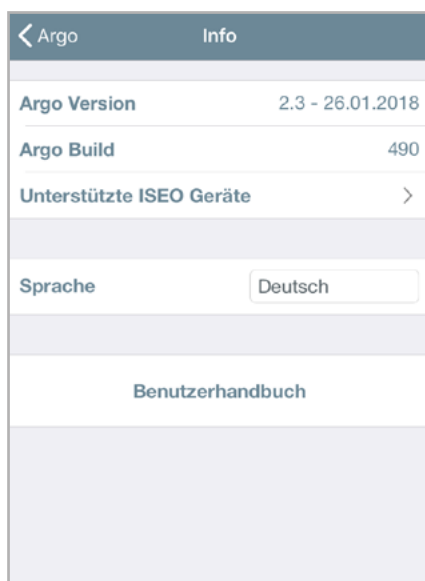 Argo Info
Argo Version 2.3 - 26.01.2018
Argo Build 490
Unterstützte ISEO Geräte
Sprache Deutsch
Benutzerhandbuch